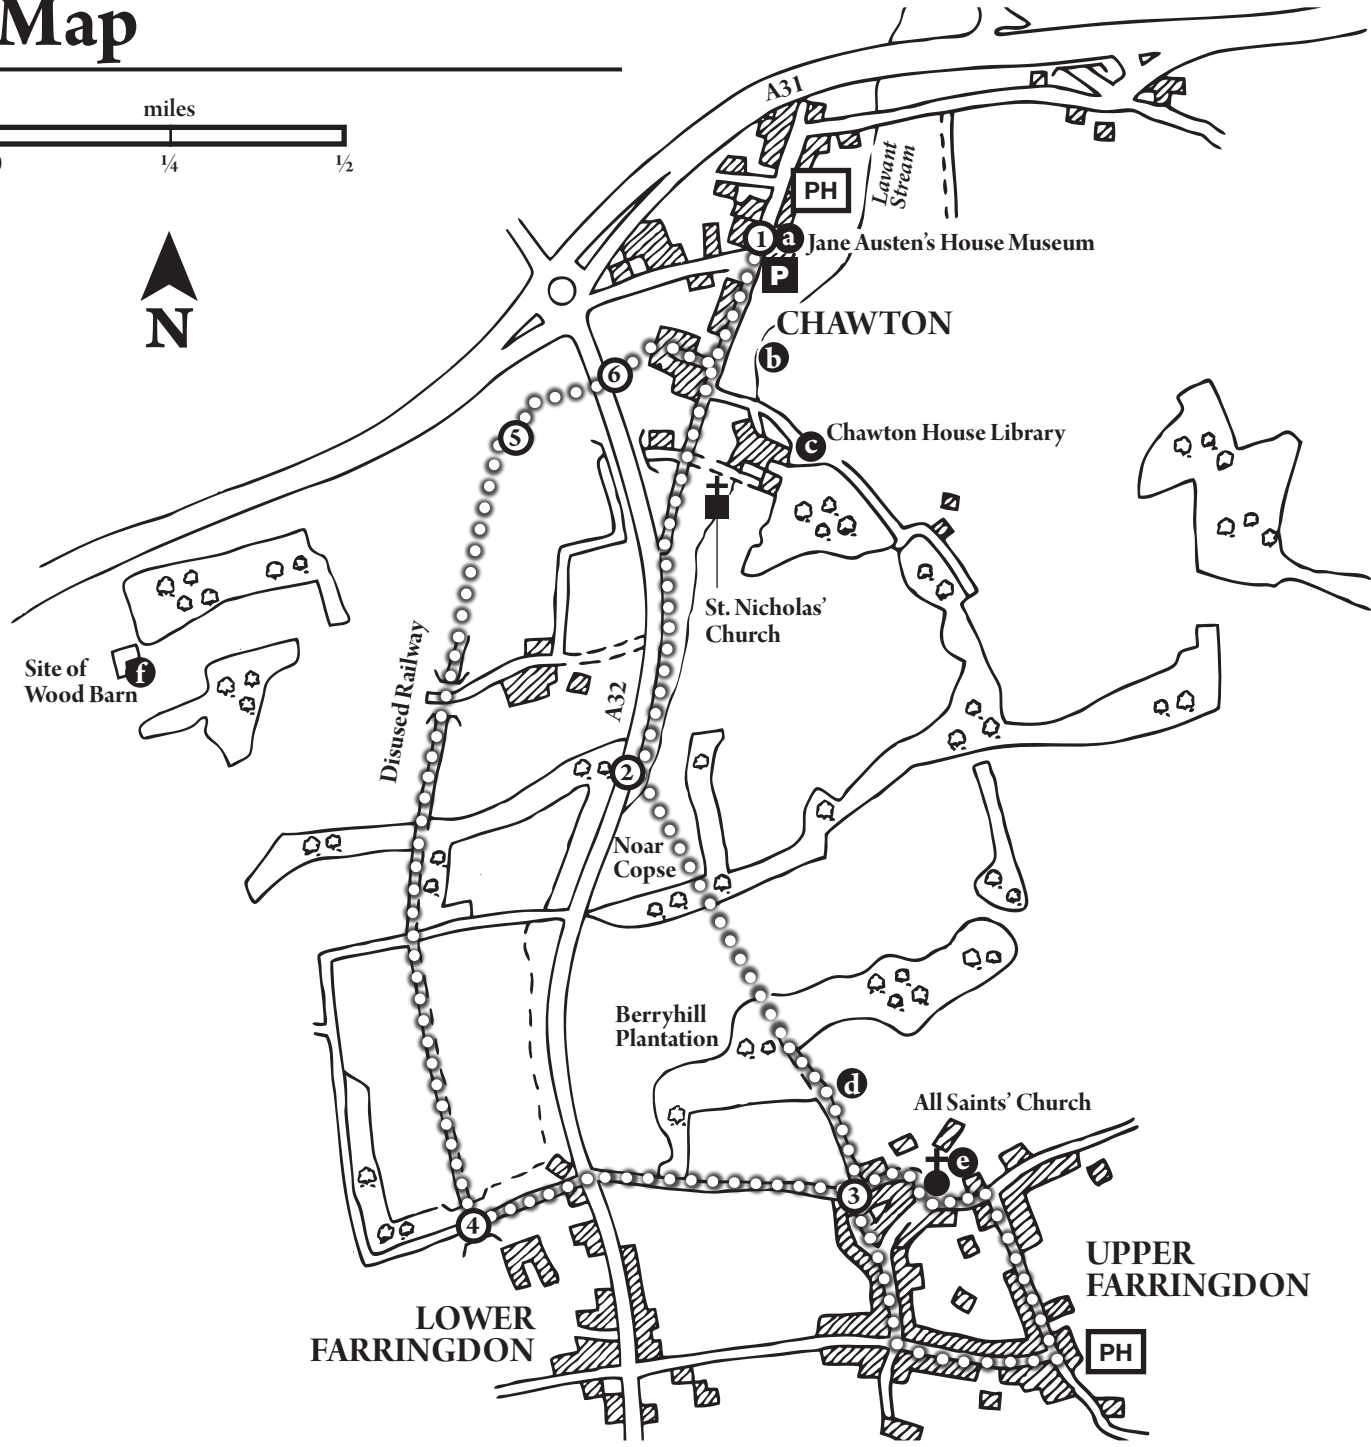 Map
miles
0
¼
½
N
A31
PH
Lavant
Stream
1
a
Jane Austen's House Museum
P
CHAWTON
b
6
5
c
Chawton House Library
St. Nicholas'
Church
Site of
Wood Barn
f
Disused Railway
A32
2
Noar
Copse
Berryhill
Plantation
d
All Saints' Church
e
3
4
UPPER
FARRINGDON
LOWER
FARRINGDON
PH